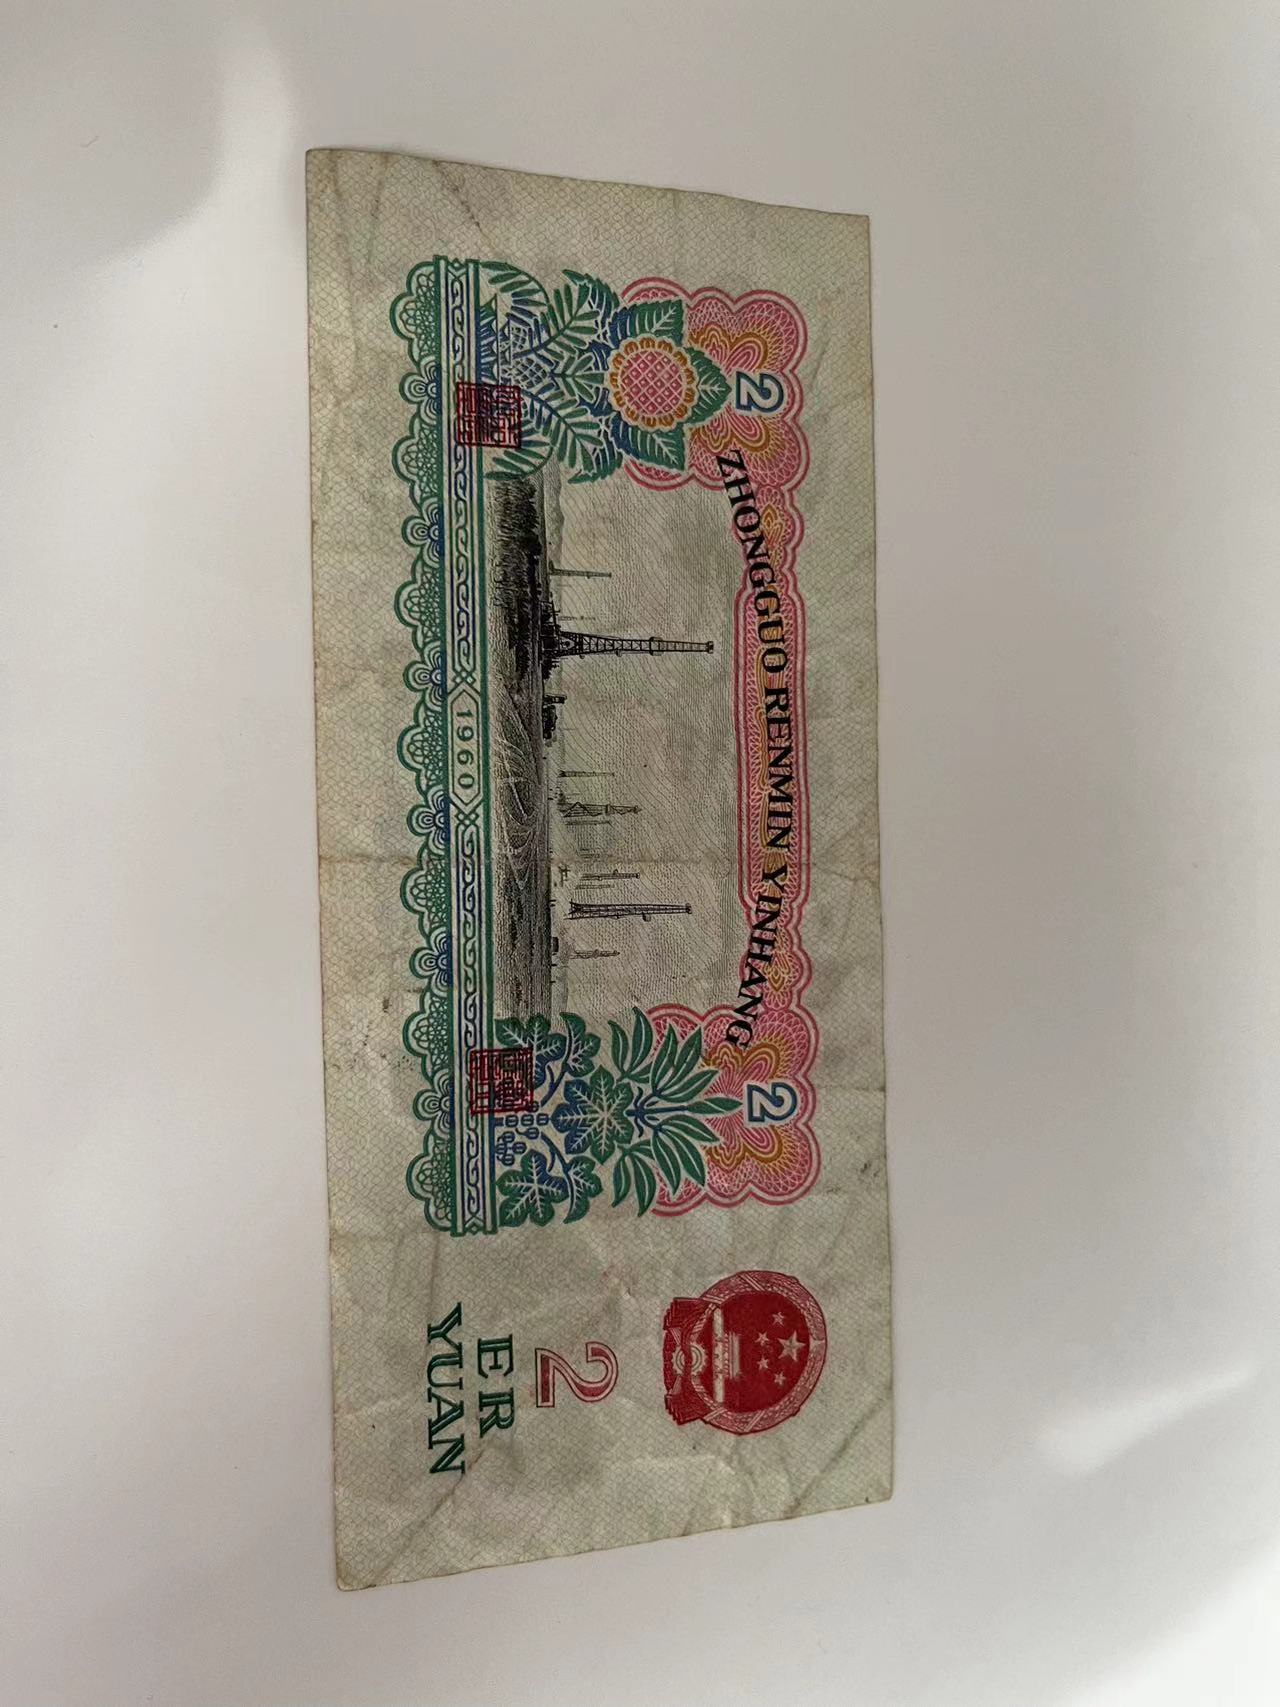 2
ZHONGGUO RENMIN YINHANG
2
1960
2
ER
YUAN